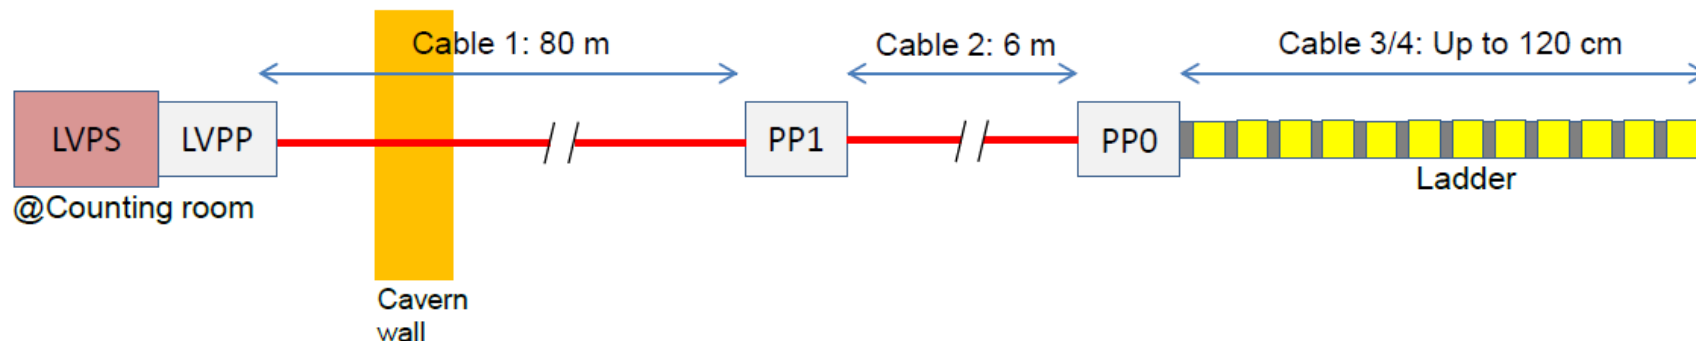 Cable 1: 80 m
Cable 2: 6 m
Cable 3/4: Up to 120 cm
LVPS
LVPP
PP1
PP0
@Counting room
Ladder
Cavern
wall